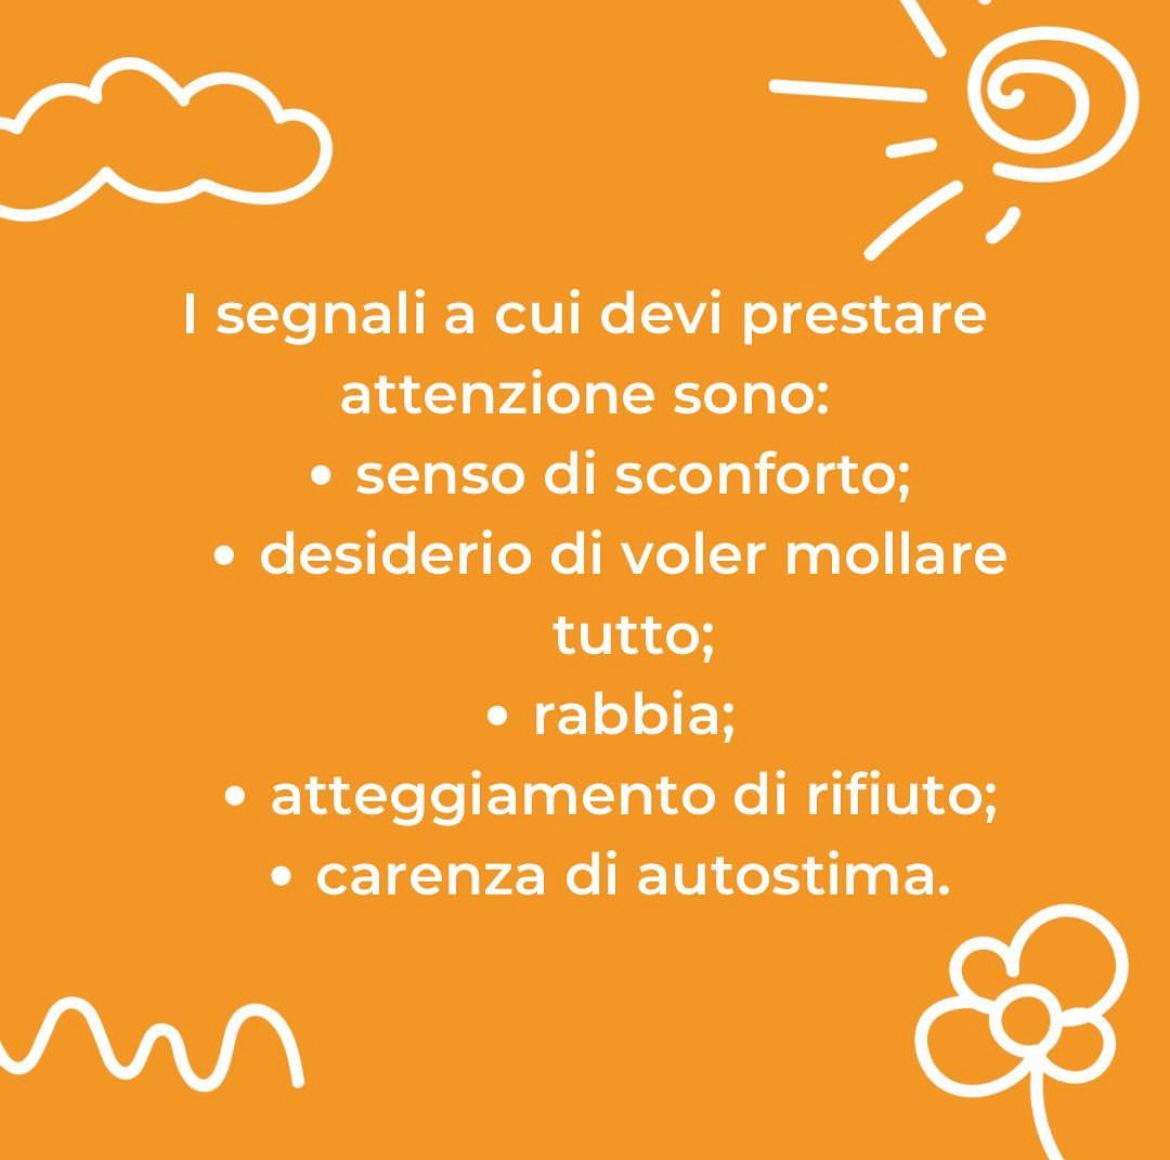 I segnali a cui devi prestare
attenzione sono:
• senso di sconforto;
• desiderio di voler mollare
tutto;
• rabbia;
• atteggiamento di rifiuto;
• carenza di autostima.